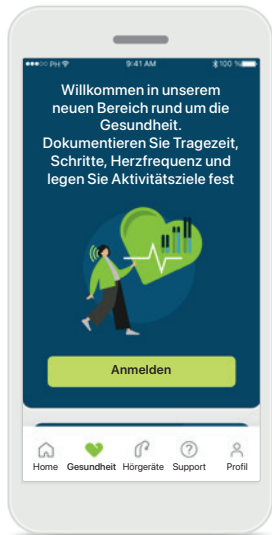 PH 9:41 AM 100 %
Willkommen in unserem
neuen Bereich rund um die
Gesundheit.
Dokumentieren Sie Tragezeit,
Schritte, Herzfrequenz und
legen Sie Aktivitätsziele fest
Anmelden
Home Gesundheit Hörgeräte Support Profil